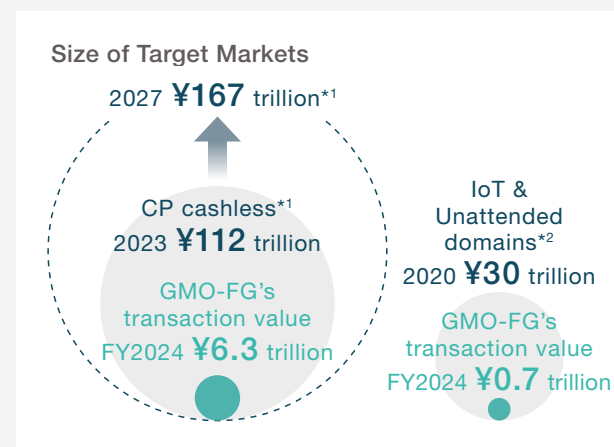 Size of Target Markets
2027 ¥167 trillion*1
CP cashless*1
2023 ¥112 trillion
GMO-FG's
transaction value
FY2024 ¥6.3 trillion
IoT &
Unattended
domains*2
2020 ¥30 trillion
GMO-FG's
transaction value
FY2024 ¥0.7 trillion